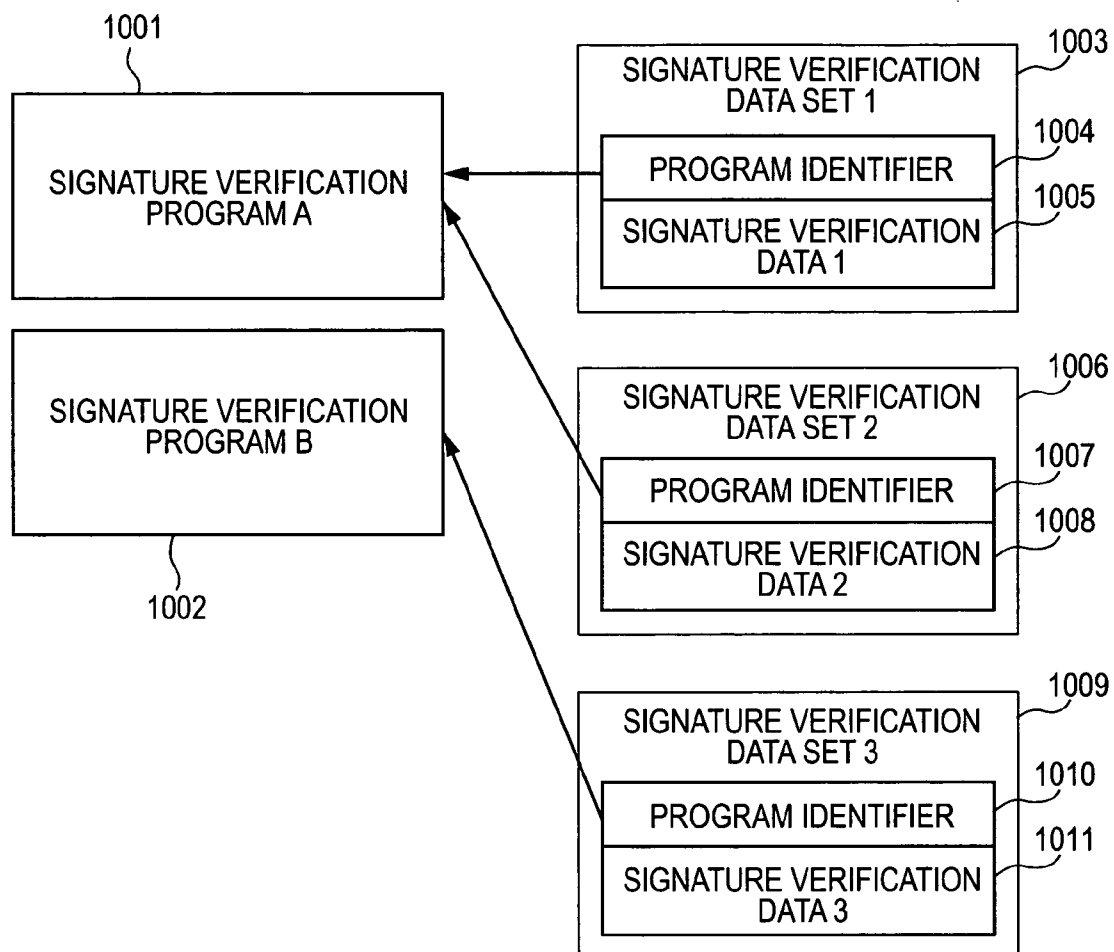 1001
SIGNATURE VERIFICATION
PROGRAM A
SIGNATURE VERIFICATION
PROGRAM B
1002
1003
SIGNATURE VERIFICATION
DATA SET 1
1004
PROGRAM IDENTIFIER
1005
SIGNATURE VERIFICATION
DATA 1
1006
SIGNATURE VERIFICATION
DATA SET 2
1007
PROGRAM IDENTIFIER
1008
SIGNATURE VERIFICATION
DATA 2
1009
SIGNATURE VERIFICATION
DATA SET 3
1010
PROGRAM IDENTIFIER
1011
SIGNATURE VERIFICATION
DATA 3